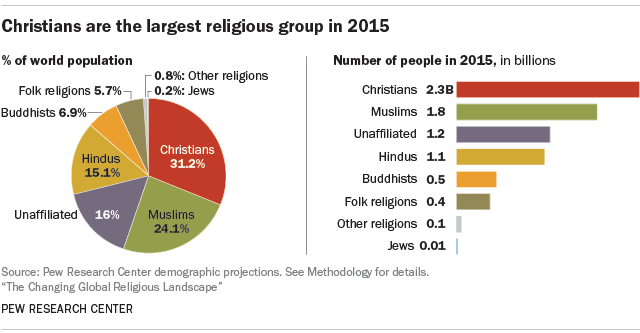 Christians are the largest religious group in 2015
% of world population
0.8%: Other religions
0.2%: Jews
Folk religions 5.7%
Buddhists 6.9%
Christians
31.2%
Hindus
15.1%
Unaffiliated
16%
Muslims
24.1%
Number of people in 2015, in billions
Christians 2.3B
Muslims 1.8
Unaffiliated 1.2
Hindus 1.1
Buddhists 0.5
Folk religions 0.4
Other religions 0.1
Jews 0.01
Source: Pew Research Center demographic projections. See Methodology for details.
“The Changing Global Religious Landscape”
PEW RESEARCH CENTER